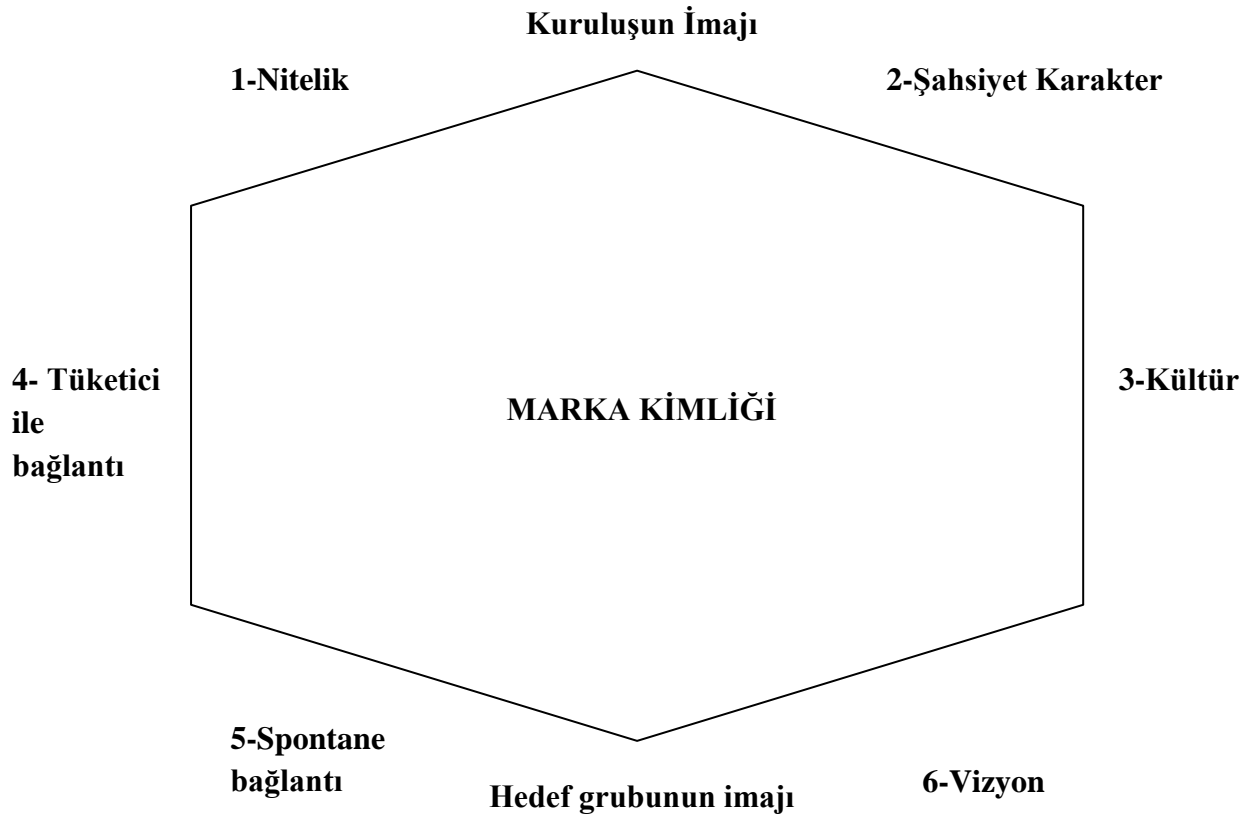 Kuruluşun İmajı
1-Nitelik
2-Şahsiyet Karakter
4- Tüketici
ile
bağlantı
MARKA KİMLİĞİ
3-Kültür
5-Spontane
bağlantı
Hedef grubunun imajı
6-Vizyon